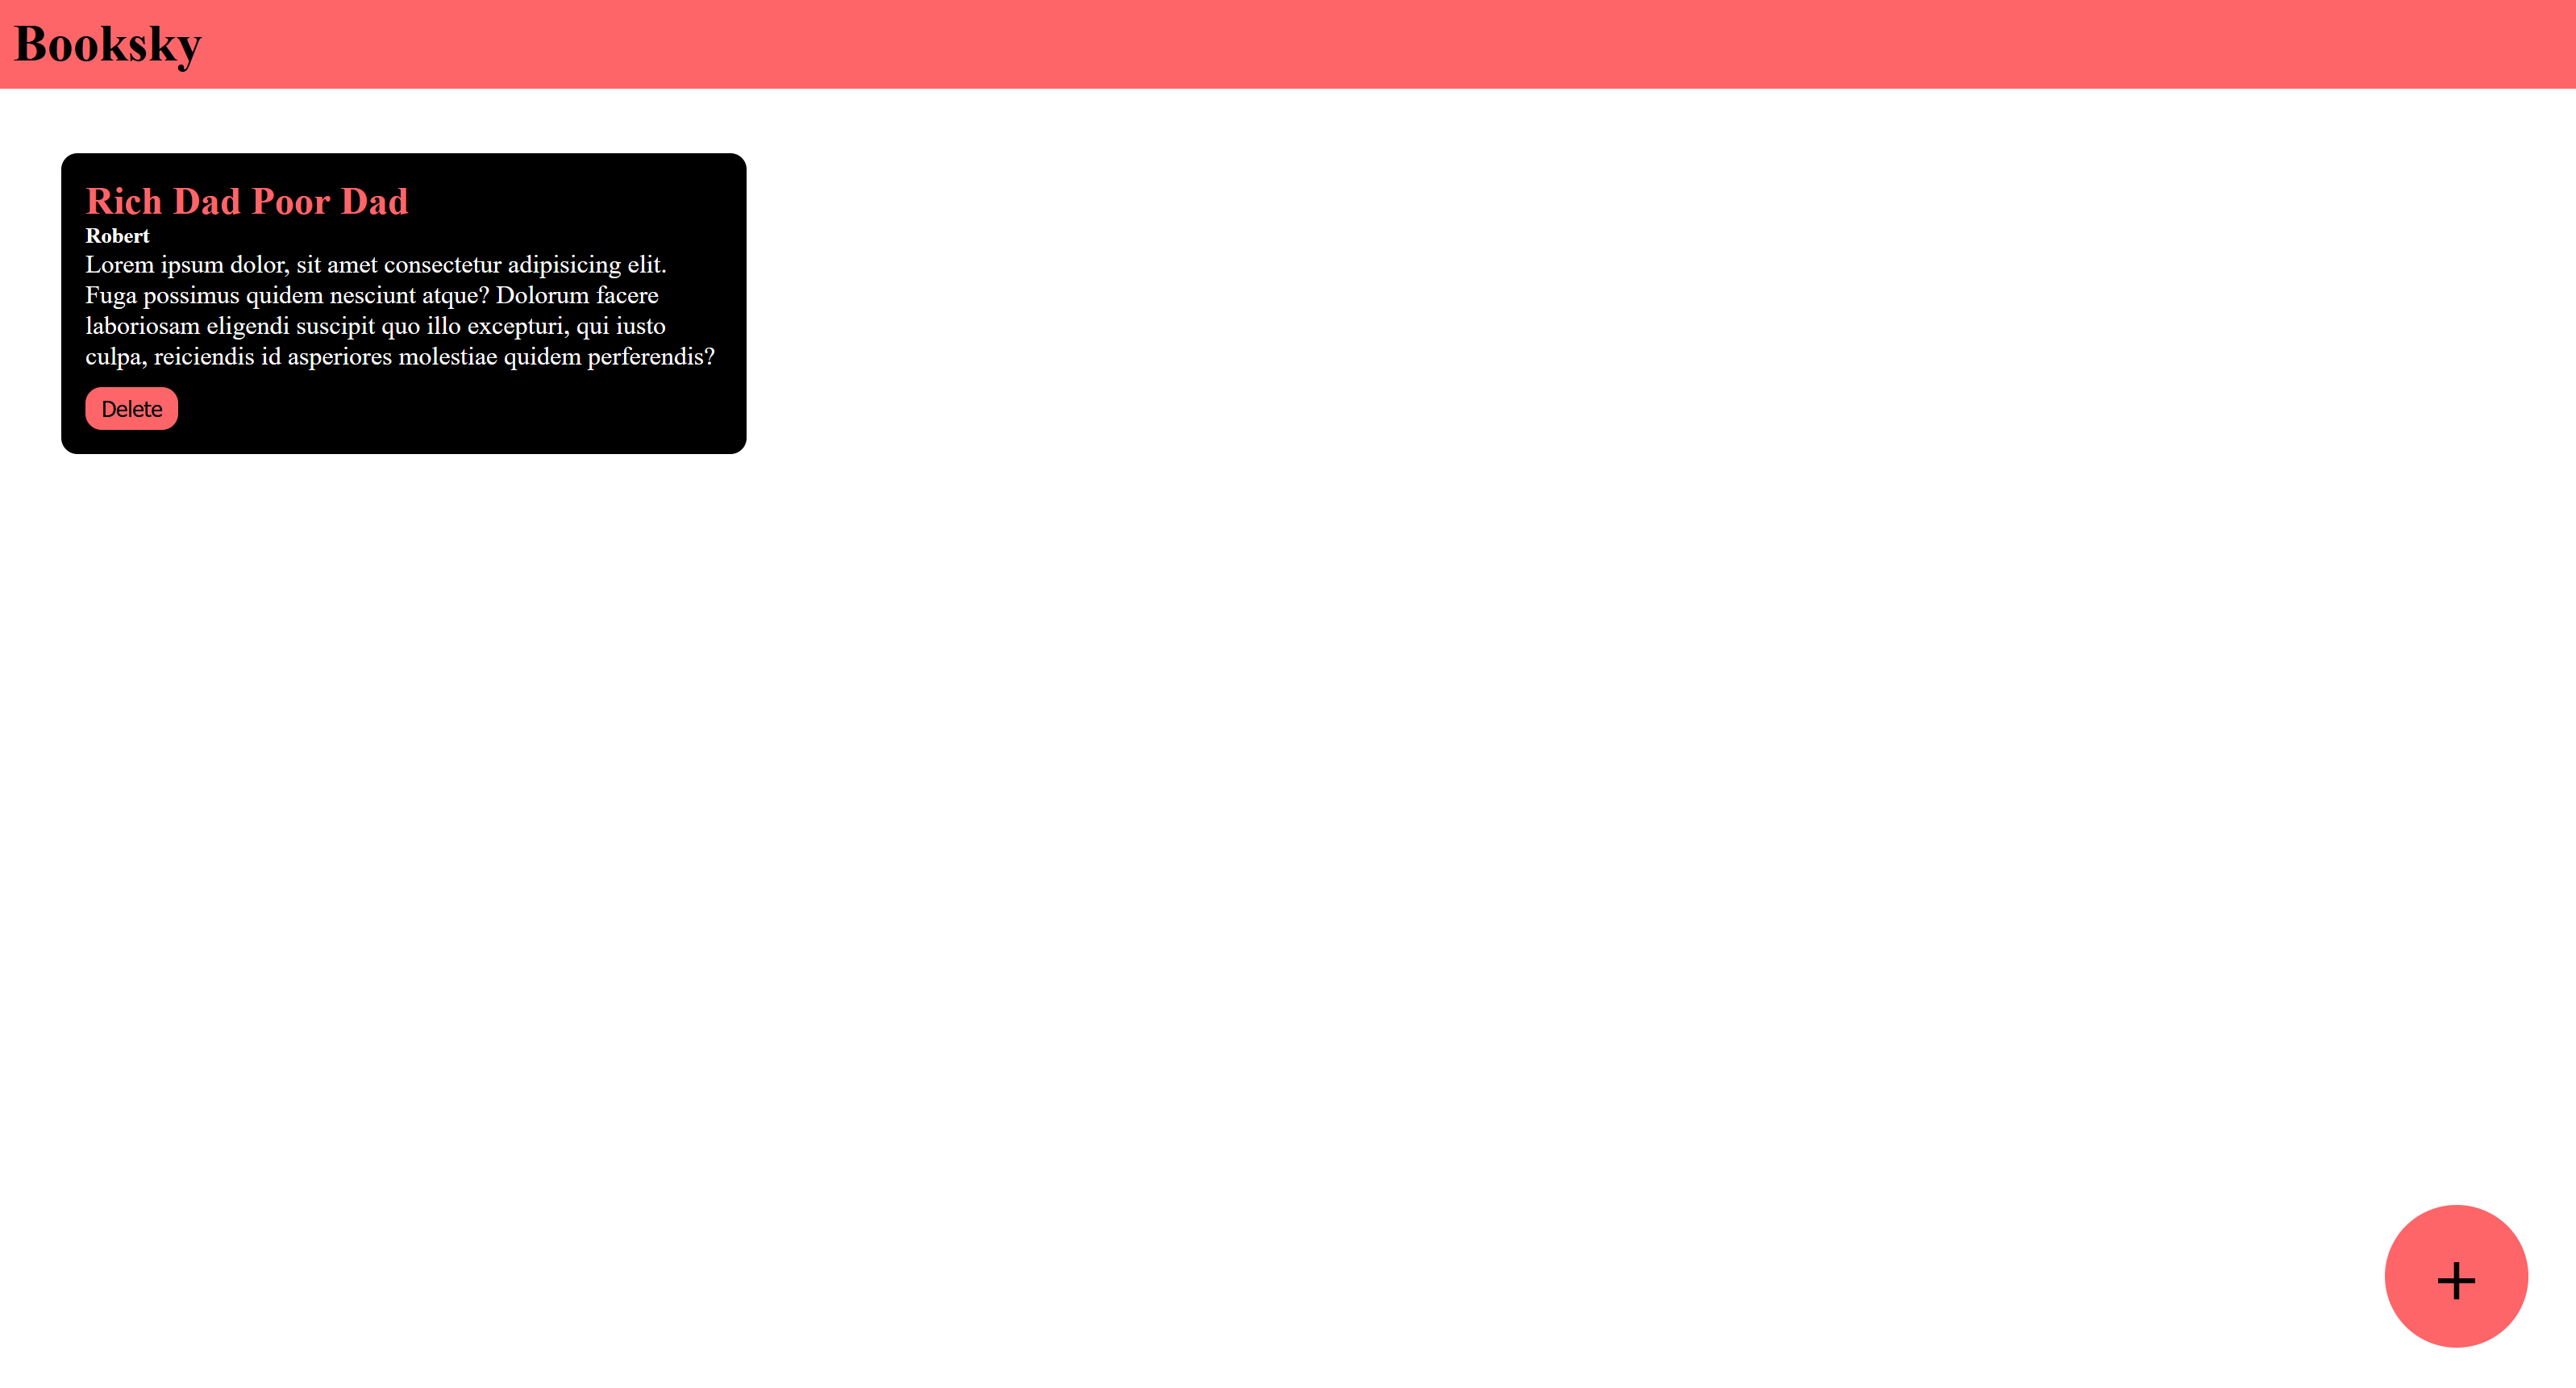 Booksky
Rich Dad Poor Dad
Robert
Lorem ipsum dolor, sit amet consectetur adipisicing elit.
Fuga possimus quidem nesciunt atque? Dolorum facere
laboriosam eligendi suscipit quo illo excepturi, qui iusto
culpa, reiciendis id asperiores molestiae quidem perferendis?
Delete
+